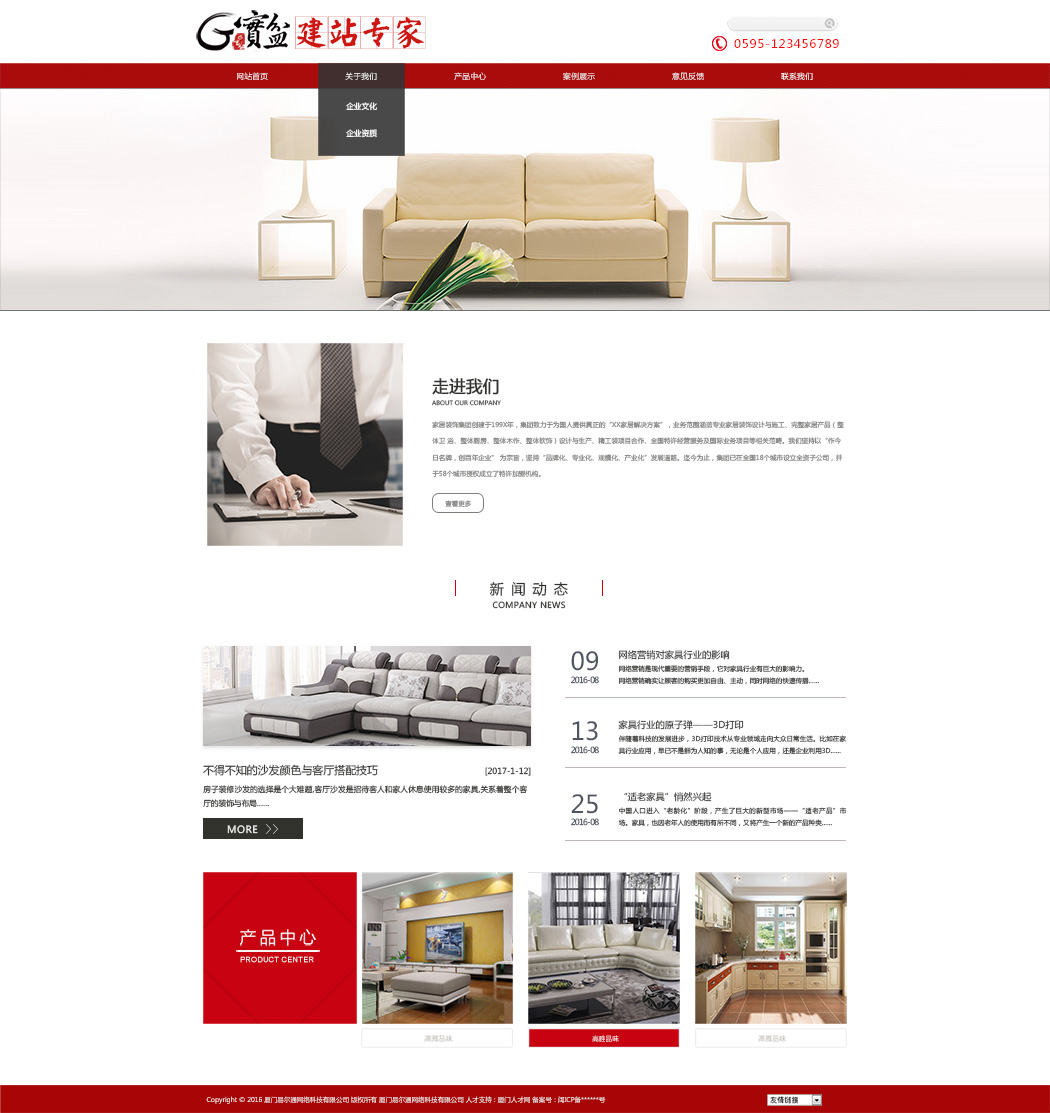 G寳盆 建站专家
0595-123456789
网站首页 关于我们 产品中心 案例展示 意见反馈 联系我们
企业文化
企业资质
走进我们
ABOUT OUR COMPANY
家居装饰集团创建于199X年，集团致力于为国人提供真正的“XX家居解决方案”，业务范围涵盖专业家居装饰设计与施工、完整家居产品（整
体卫 浴、整体厨房、整体木作、整体软饰）设计与生产、精工装项目合作、全国特许经营服务及国际业务项目等相关范畴。我们坚持以“作今
日名牌，创百年企业” 为宗旨，坚持“品牌化、专业化、规模化、产业化”发展道路。迄今为止，集团已在全国18个城市设立全资子公司，并
于58个城市授权成立了特许加盟机构。
查看更多
新闻动态
COMPANY NEWS
不得不知的沙发颜色与客厅搭配技巧 [2017-1-12]
房子装修沙发的选择是个大难题,客厅沙发是招待客人和家人休息使用较多的家具,关系着整个客
厅的装饰与布局......
MORE
09
2016-08
网络营销对家具行业的影响
网络营销是现代重要的营销手段，它对家具行业有巨大的影响力。
网络营销确实让顾客的购买更加自由、主动，同时网络的快速传播......
13
2016-08
家具行业的原子弹——3D打印
伴随着科技的发展进步，3D打印技术从专业领域走向大众日常生活。比如在家
具行业应用，早已不是鲜为人知的事，无论是个人应用，还是企业利用3D......
25
2016-08
“适老家具”悄然兴起
中国人口进入“老龄化”阶段，产生了巨大的新型市场——“适老产品”市
场。家具，也因老年人的使用而有所不同，又将产生一个新的产品种类......
产品中心
PRODUCT CENTER
高雅品味
高雅品味
高雅品味
Copyright © 2016 厦门易尔通网络科技有限公司 版权所有 厦门易尔通网络科技有限公司 人才支持：厦门人才网 备案号：闽ICP备******号
友情链接